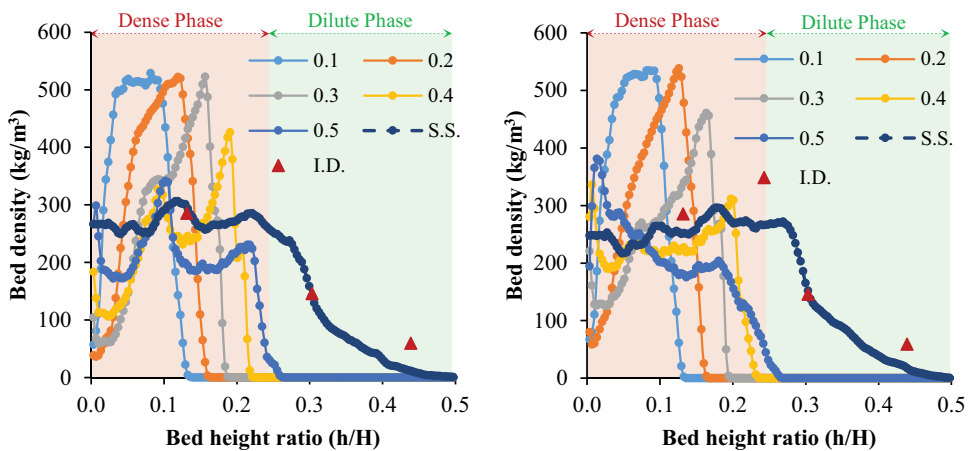 Dense Phase Dilute Phase
600
500
400
300
200
100
0
0.1 0.2
0.3 0.4
0.5 S.S.
I.D.
0.0 0.1 0.2 0.3 0.4 0.5
Bed height ratio (h/H)
Bed density (kg/m³)
Dense Phase Dilute Phase
600
500
400
300
200
100
0
0.1 0.2
0.3 0.4
0.5 S.S.
I.D.
0.0 0.1 0.2 0.3 0.4 0.5
Bed height ratio (h/H)
Bed density (kg/m³)